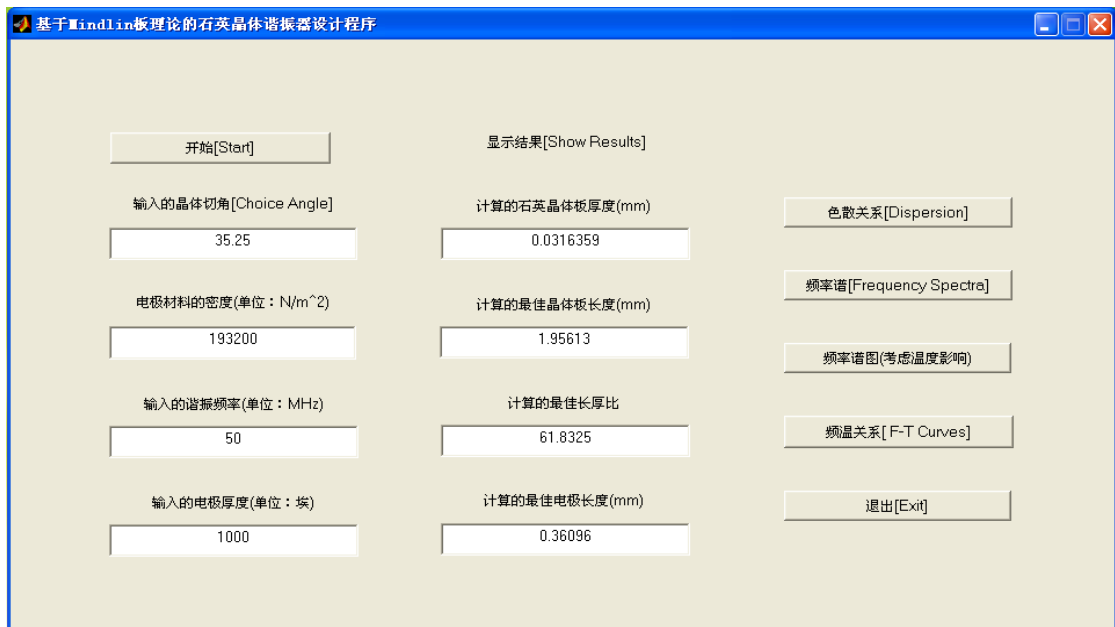 基于Mindlin板理论的石英晶体谐振器设计程序
开始[Start]
显示结果[Show Results]
输入的晶体切角[Choice Angle]
35.25
计算的石英晶体板厚度(mm)
0.0316359
色散关系[Dispersion]
电极材料的密度(单位：N/m^2)
193200
计算的最佳晶体板长度(mm)
1.95613
频率谱[Frequency Spectra]
频率谱图(考虑温度影响)
输入的谐振频率(单位：MHz)
50
计算的最佳长厚比
61.8325
频温关系[ F-T Curves]
输入的电极厚度(单位：埃)
1000
计算的最佳电极长度(mm)
0.36096
退出[Exit]